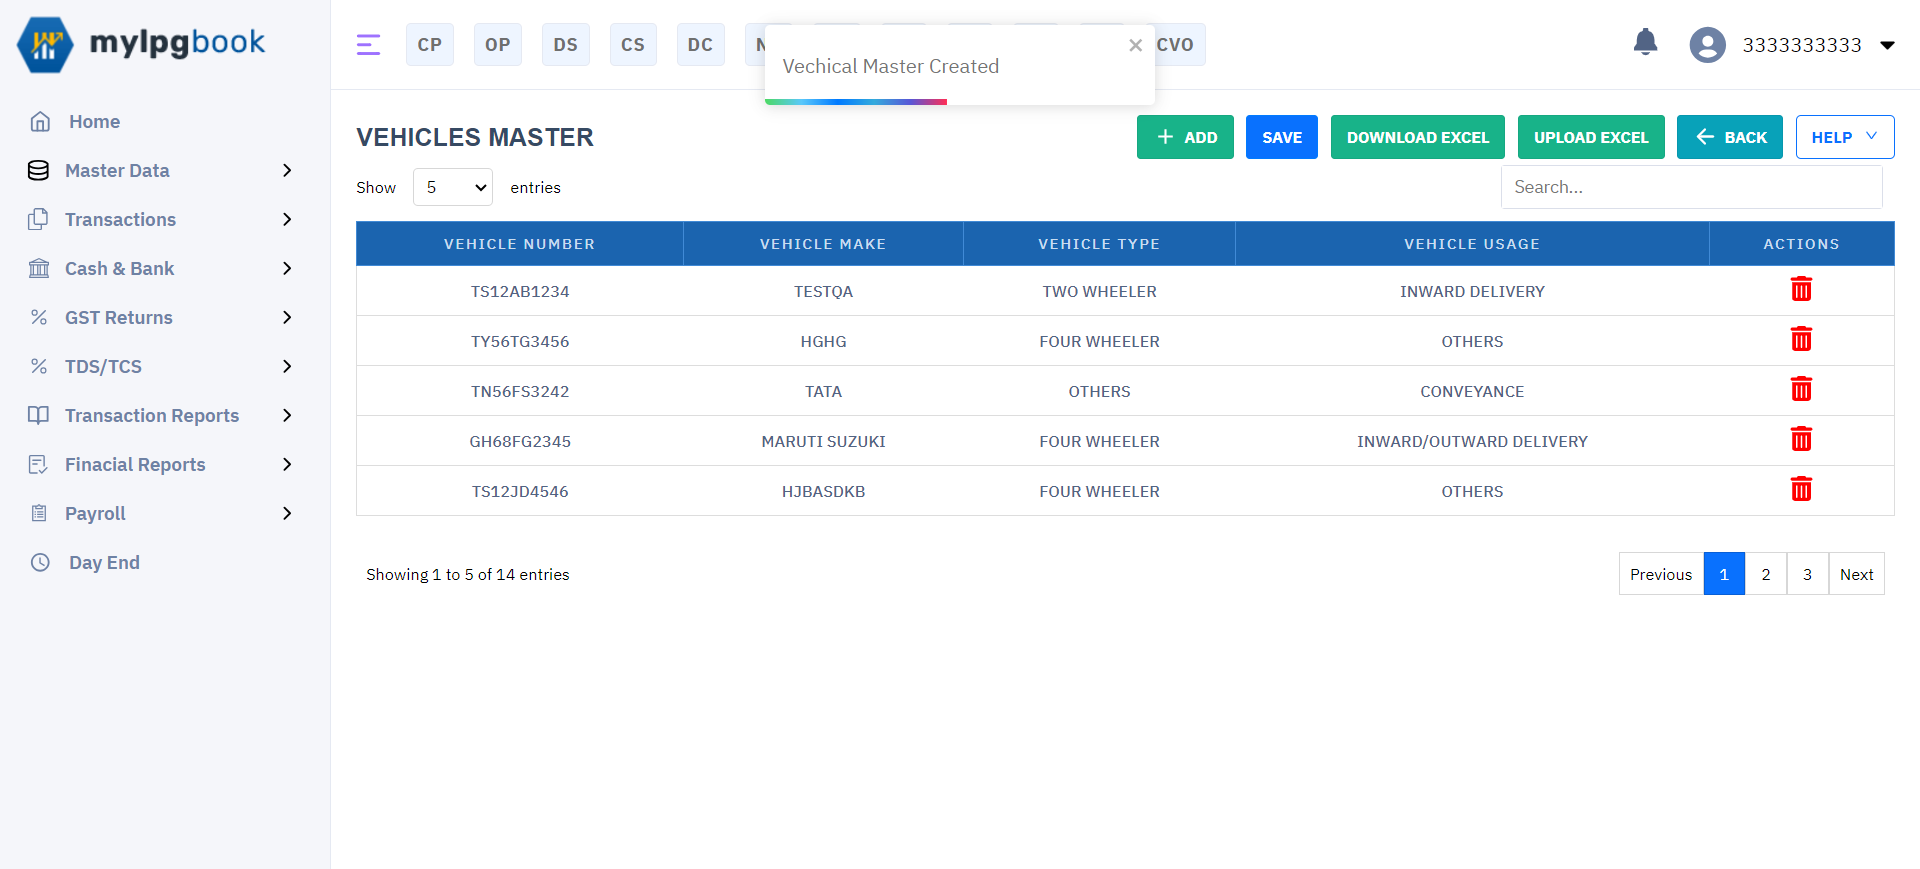 mylpgbook
CP OP DS CS DC N CVO
Vechical Master Created
3333333333
Home
Master Data
Transactions
Cash & Bank
GST Returns
TDS/TCS
Transaction Reports
Finacial Reports
Payroll
Day End
VEHICLES MASTER
ADD SAVE DOWNLOAD EXCEL UPLOAD EXCEL BACK HELP
Show 5 entries
Search...
VEHICLE NUMBER VEHICLE MAKE VEHICLE TYPE VEHICLE USAGE ACTIONS
TS12AB1234 TESTQA TWO WHEELER INWARD DELIVERY
TY56TG3456 HGHG FOUR WHEELER OTHERS
TN56FS3242 TATA OTHERS CONVEYANCE
GH68FG2345 MARUTI SUZUKI FOUR WHEELER INWARD/OUTWARD DELIVERY
TS12JD4546 HJBASDKB FOUR WHEELER OTHERS
Showing 1 to 5 of 14 entries
Previous 1 2 3 Next